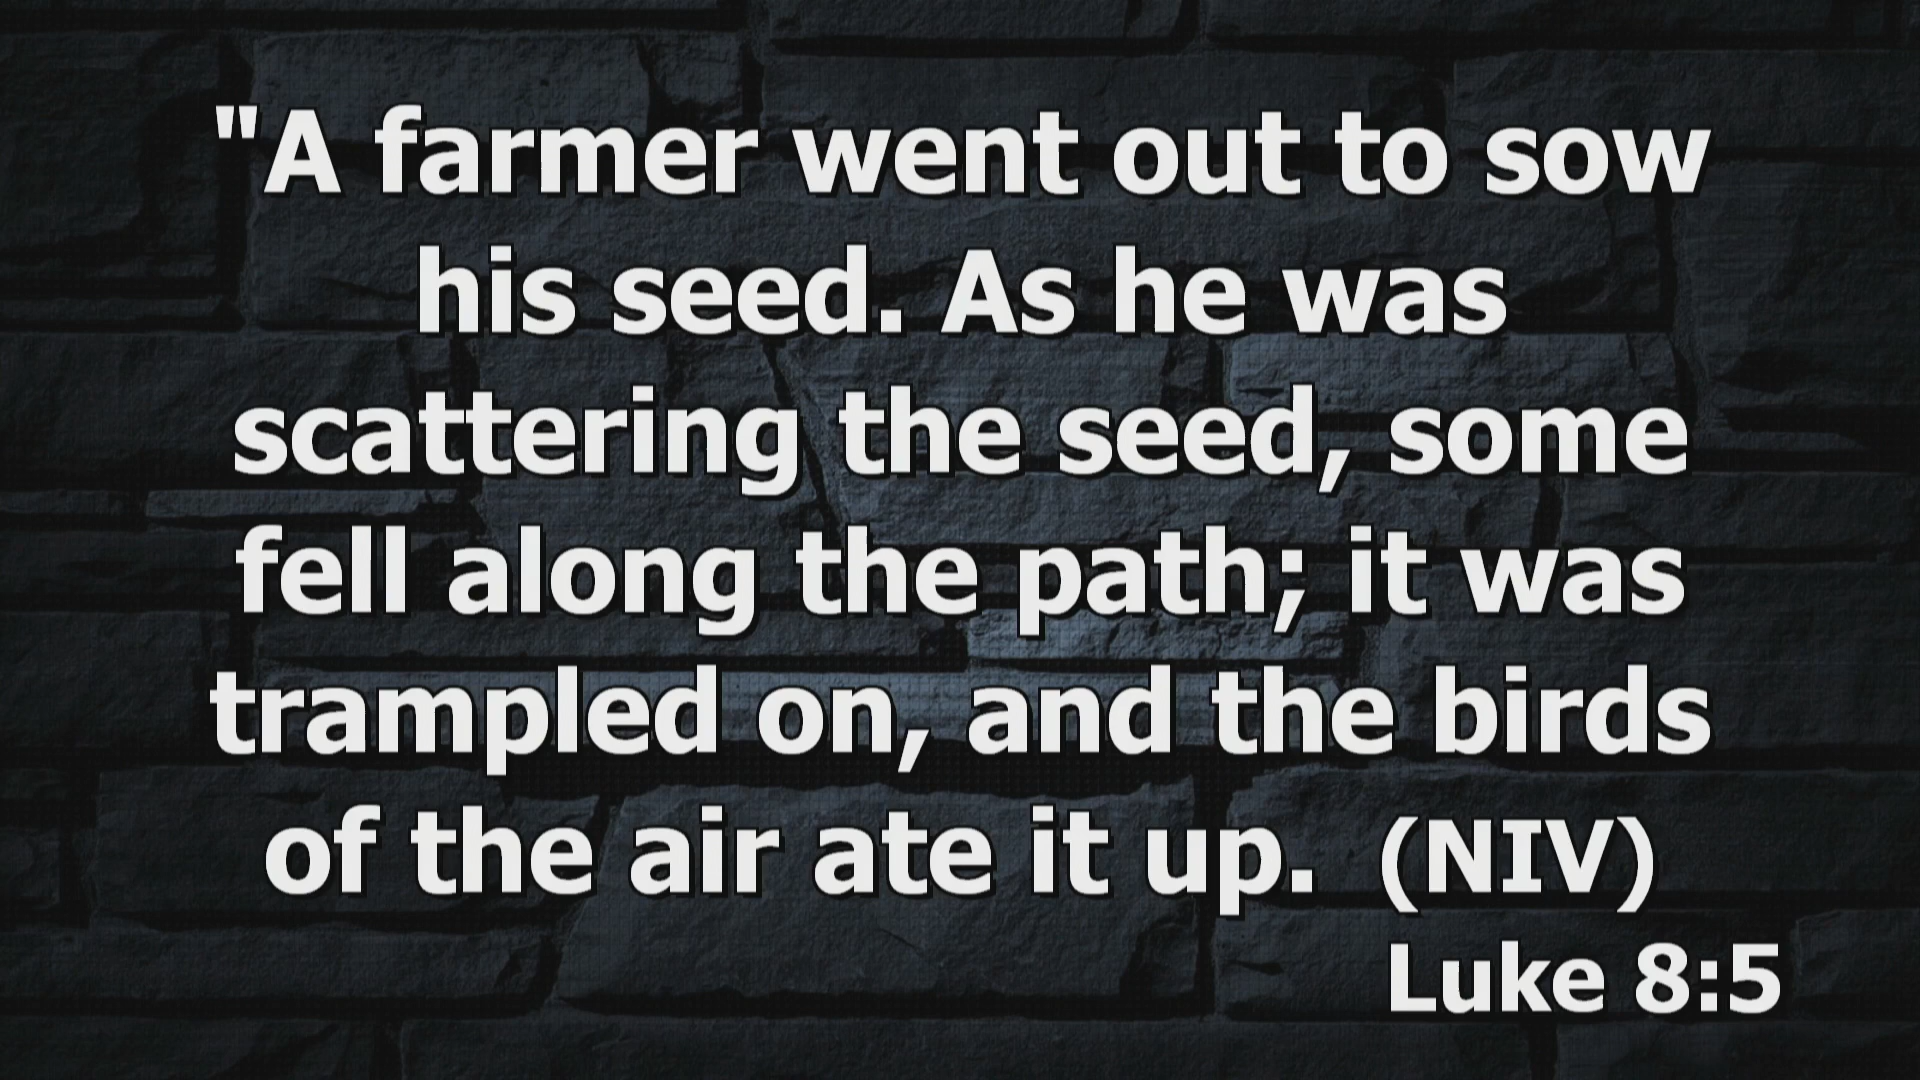 "A farmer went out to sow
his seed. As he was
scattering the seed, some
fell along the path; it was
trampled on, and the birds
of the air ate it up.  (NIV)
Luke 8:5